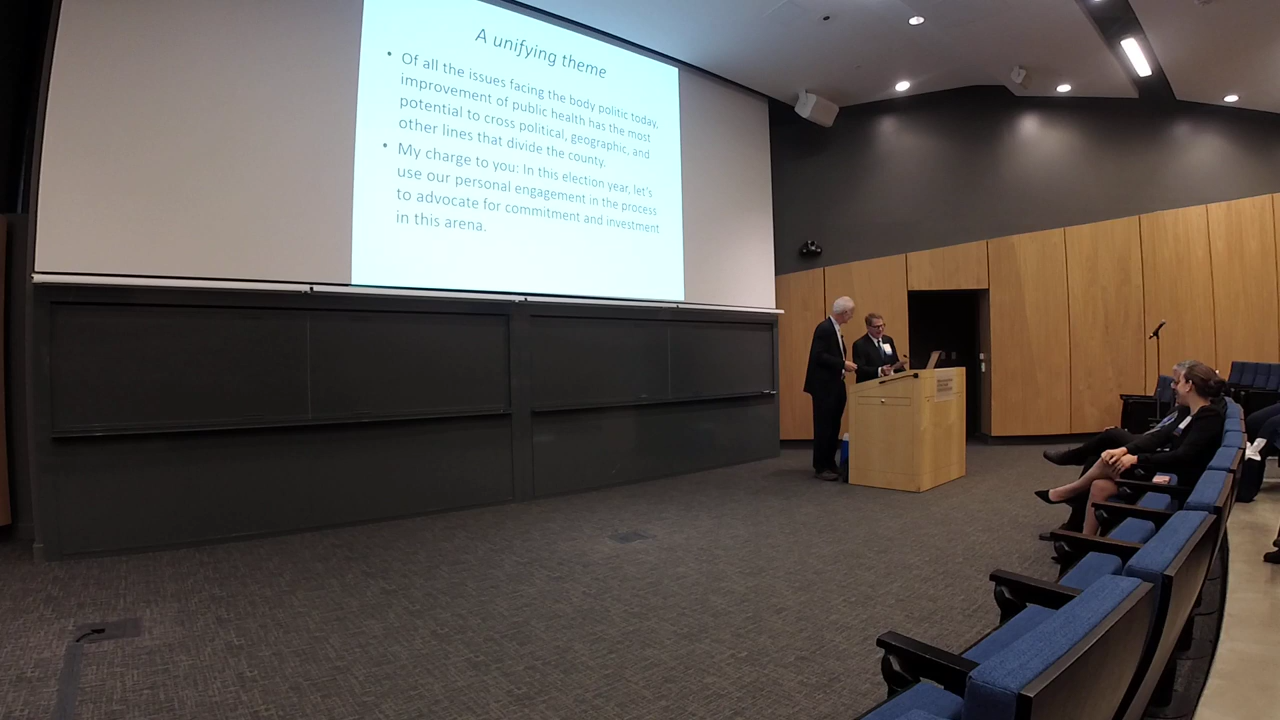 A unifying theme
• Of all the issues facing the body politic today,
improvement of public health has the most
potential to cross political, geographic, and
other lines that divide the county.
• My charge to you: In this election year, let's
use our personal engagement in the process
to advocate for commitment and investment
in this arena.